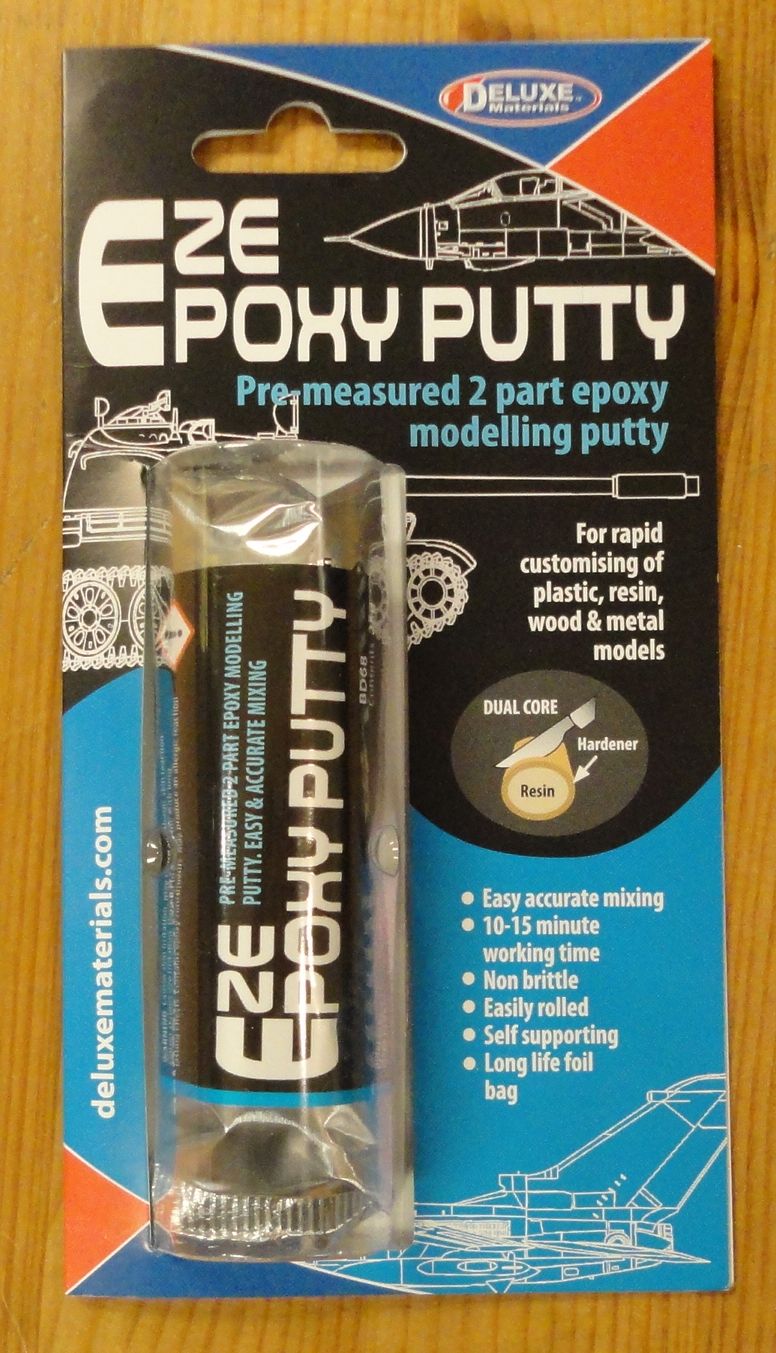 DELUXE
Materials
EZE
EPOXY PUTTY
Pre-measured 2 part epoxy
modelling putty
For rapid
customising of
plastic, resin,
wood & metal
models
DUAL CORE
Hardener
Resin
Easy accurate mixing
10-15 minute
working time
Non brittle
Easily rolled
Self supporting
Long life foil
bag
deluxematerials.com
EZE
EPOXY PUTTY
PRE-MEASURED 2 PART EPOXY MODELLING
PUTTY. EASY & ACCURATE MIXING
BD68
Contents